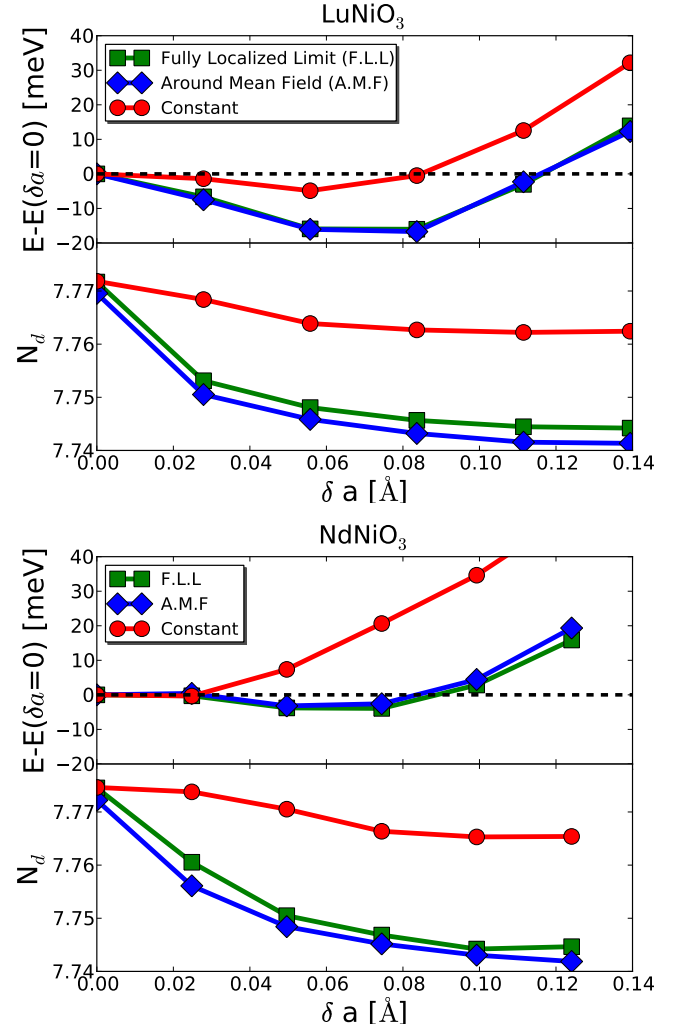 LuNiO3
E-E(δa=0) [meV]
40
30
20
10
0
−10
−20
Fully Localized Limit (F.L.L)
Around Mean Field (A.M.F)
Constant
N_d
7.77
7.76
7.75
7.74
0.00 0.02 0.04 0.06 0.08 0.10 0.12 0.14
δ a [Å]
NdNiO3
E-E(δa=0) [meV]
40
30
20
10
0
−10
−20
F.L.L
A.M.F
Constant
N_d
7.77
7.76
7.75
7.74
0.00 0.02 0.04 0.06 0.08 0.10 0.12 0.14
δ a [Å]